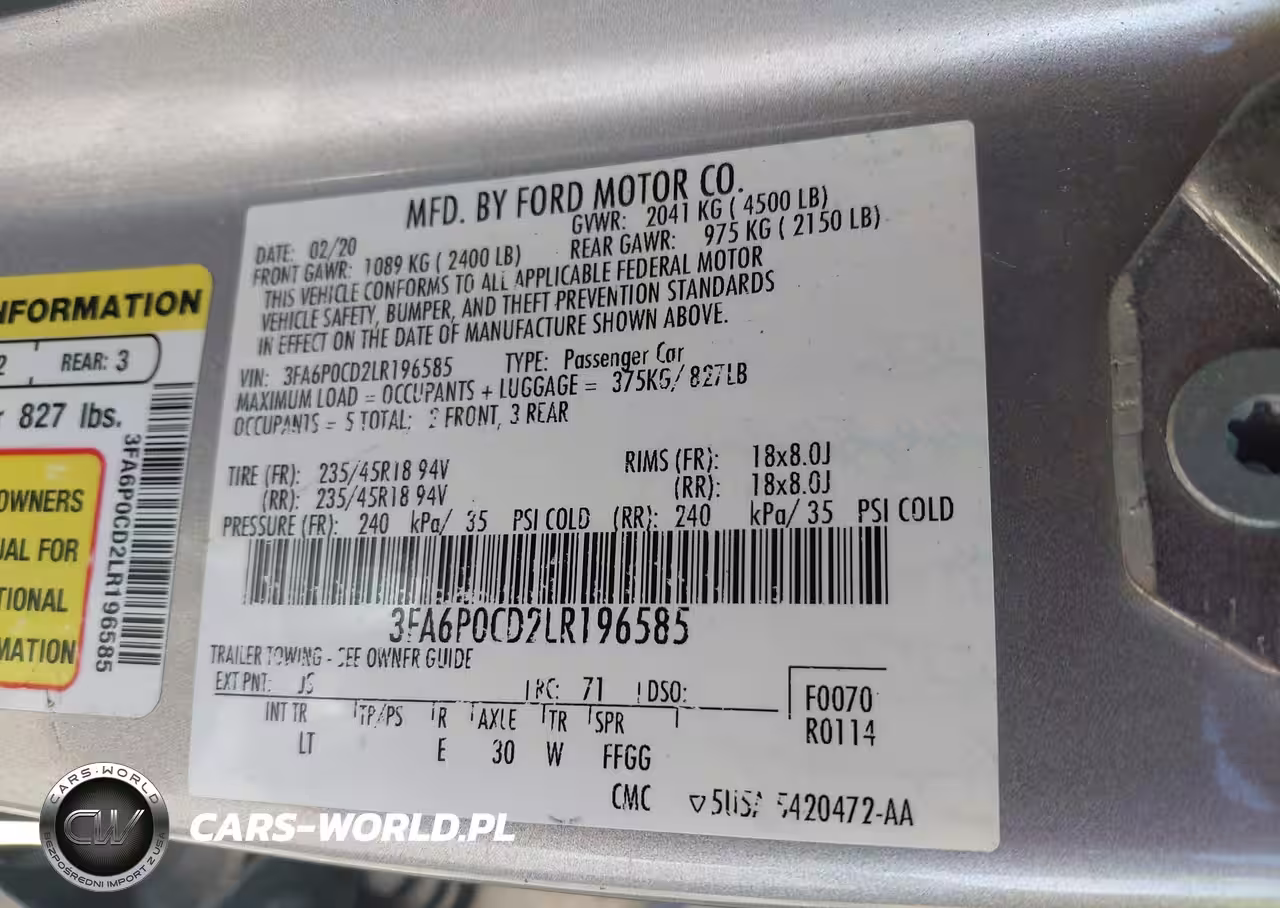 MFD. BY FORD MOTOR CO.
DATE: 02/20 GVWR: 2041 KG ( 4500 LB)
FRONT GAWR: 1089 KG ( 2400 LB) REAR GAWR: 975 KG ( 2150 LB)
THIS VEHICLE CONFORMS TO ALL APPLICABLE FEDERAL MOTOR
VEHICLE SAFETY, BUMPER, AND THEFT PREVENTION STANDARDS
IN EFFECT ON THE DATE OF MANUFACTURE SHOWN ABOVE.
VIN: 3FA6P0CD2LR196585 TYPE: Passenger Car
MAXIMUM LOAD = OCCUPANTS + LUGGAGE = 375KG/ 827LB
OCCUPANTS = 5 TOTAL; 2 FRONT, 3 REAR
TIRE (FR): 235/45R18 94V RIMS (FR): 18x8.0J
(RR): 235/45R18 94V (RR): 18x8.0J
PRESSURE (FR): 240 kPa/ 35 PSI COLD (RR): 240 kPa/ 35 PSI COLD
3FA6P0CD2LR196585
TRAILER TOWING - SEE OWNER GUIDE
EXT PNT: JS RC: 71 DSO:
F0070
R0114
INT TR TP/PS R AXLE TR SPR
LT E 30 W FFGG
CMC 5420472-AA
NFORMATION
2 REAR: 3
827 lbs.
3FA6P0CD2LR196585
OWNERS
UAL FOR
TIONAL
MATION
CARS-WORLD
CW
BEZPOŚREDNI IMPORT Z USA
CARS-WORLD.PL